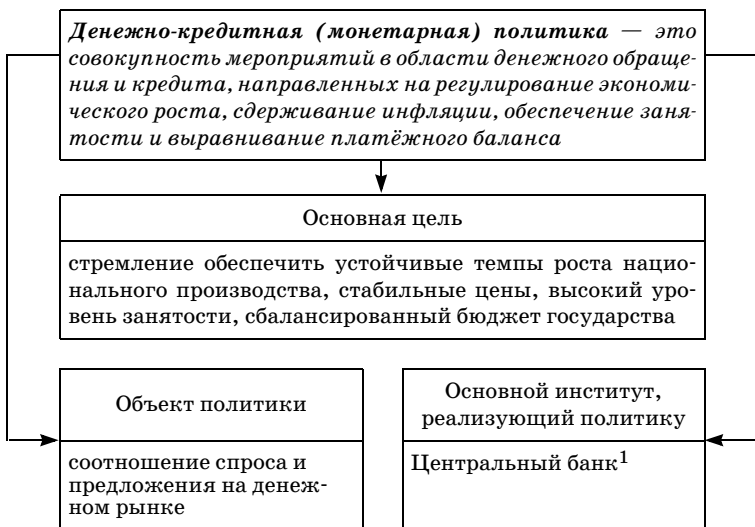 Денежно-кредитная (монетарная) политика — это
совокупность мероприятий в области денежного обраще-
ния и кредита, направленных на регулирование экономи-
ческого роста, сдерживание инфляции, обеспечение заня-
тости и выравнивание платёжного баланса
Основная цель
стремление обеспечить устойчивые темпы роста нацио-
нального производства, стабильные цены, высокий уро-
вень занятости, сбалансированный бюджет государства
Объект политики
соотношение спроса и
предложения на денеж-
ном рынке
Основной институт,
реализующий политику
Центральный банк¹